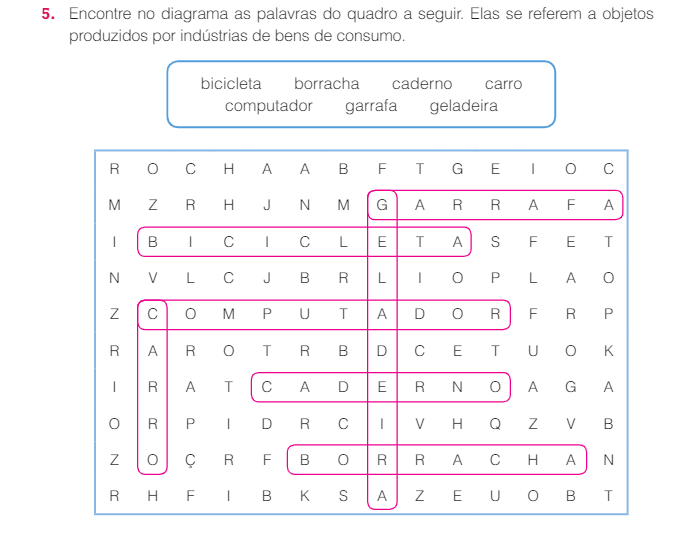 5. Encontre no diagrama as palavras do quadro a seguir. Elas se referem a objetos
produzidos por indústrias de bens de consumo.
bicicleta borracha caderno carro
computador garrafa geladeira
R O C H A A B F T G E I O C
M Z R H J N M G A R R A F A
I B I C I C L E T A S F E T
N V L C J B R L I O P L A O
Z C O M P U T A D O R F R P
R A R O T R B D C E T U O K
I R A T C A D E R N O A G A
O R P I D R C I V H Q Z V B
Z O Ç R F B O R R A C H A N
R H F I B K S A Z E U O B T